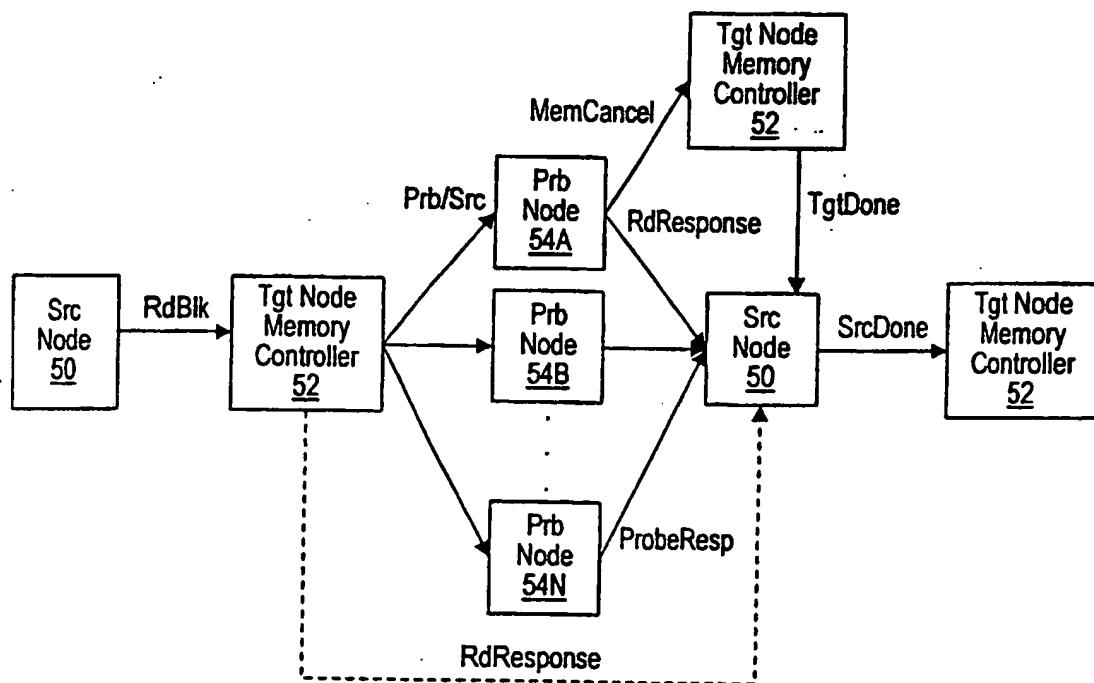 Tgt Node
Memory
Controller
52
MemCancel
Prb/Src
Prb
Node
54A
RdResponse
TgtDone
Src
Node
50
RdBlk
Tgt Node
Memory
Controller
52
Prb
Node
54B
Src
Node
50
SrcDone
Tgt Node
Memory
Controller
52
Prb
Node
54N
ProbeResp
RdResponse